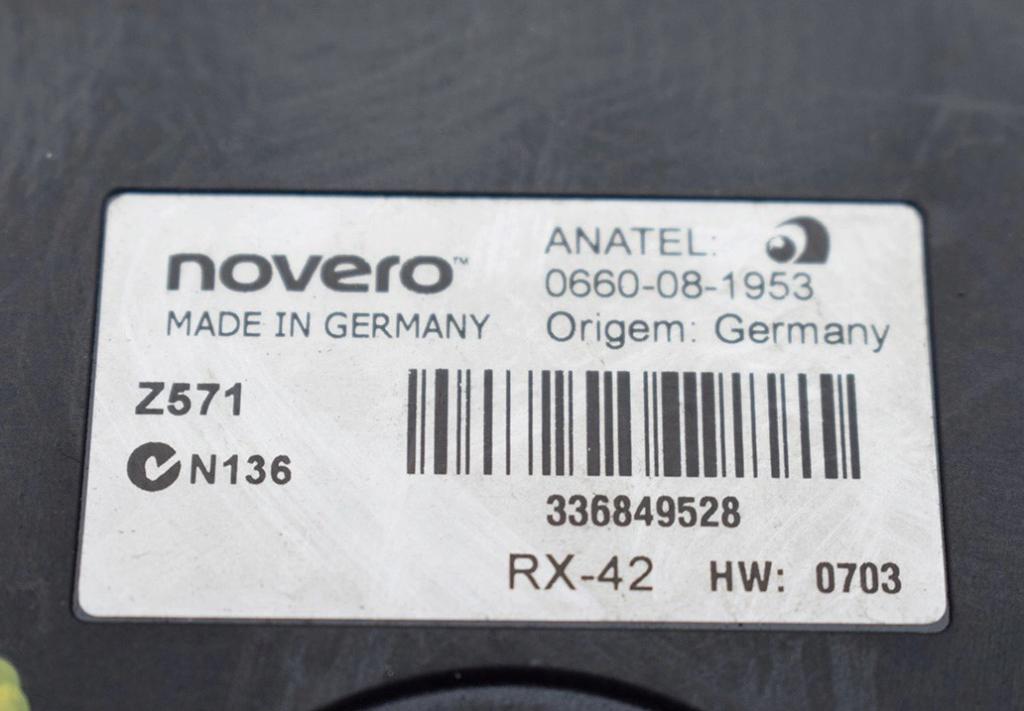 novero™
MADE IN GERMANY
ANATEL:
0660-08-1953
Origem: Germany
Z571
N136
336849528
RX-42 HW: 0703